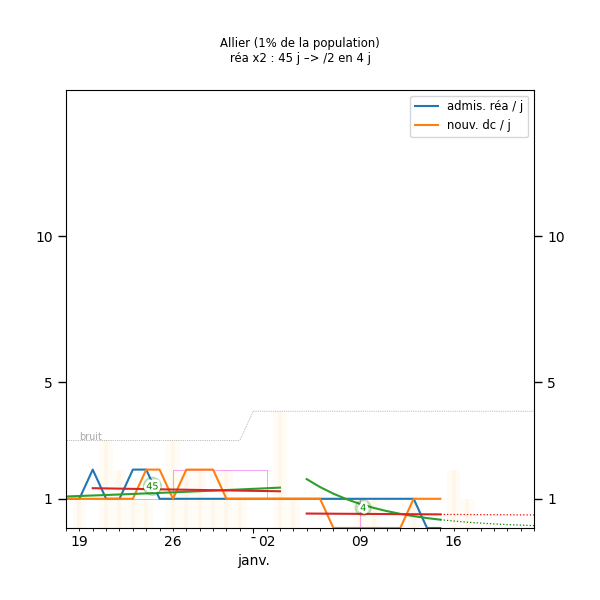 Allier (1% de la population)
réa x2 : 45 j –> /2 en 4 j
admis. réa / j
nouv. dc / j
10 10
5 5
bruit
45
4
1 1
19 26 02 09 16
janv.